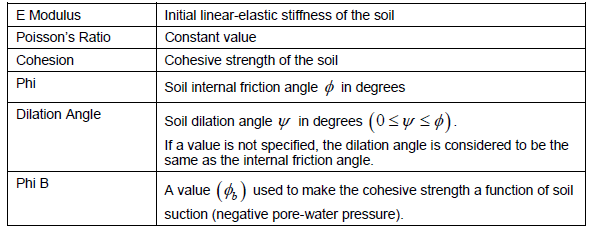 E Modulus Initial linear-elastic stiffness of the soil
Poisson's Ratio Constant value
Cohesion Cohesive strength of the soil
Phi Soil internal friction angle ϕ in degrees
Dilation Angle Soil dilation angle ψ in degrees (0 ≤ ψ ≤ ϕ).
If a value is not specified, the dilation angle is considered to be the
same as the internal friction angle.
Phi B A value (ϕ_b) used to make the cohesive strength a function of soil
suction (negative pore-water pressure).